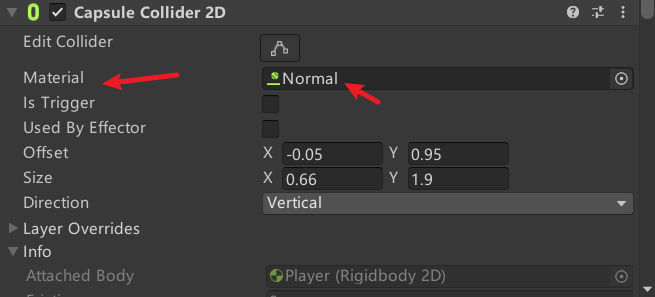 Capsule Collider 2D
Edit Collider
Material Normal
Is Trigger
Used By Effector
Offset X -0.05 Y 0.95
Size X 0.66 Y 1.9
Direction Vertical
Layer Overrides
Info
Attached Body Player (Rigidbody 2D)